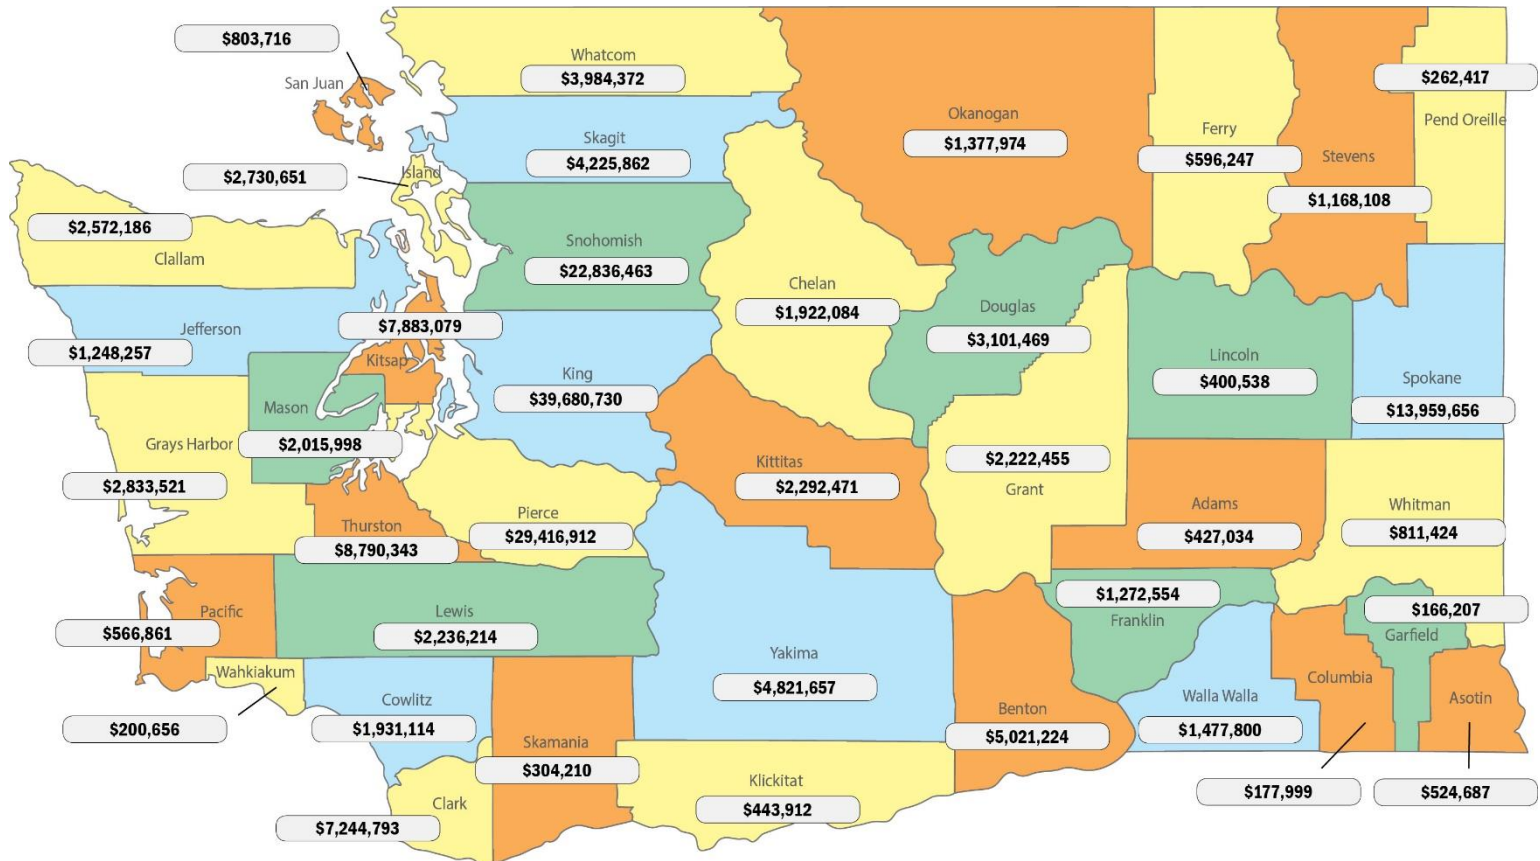 $803,716
San Juan
Whatcom
$3,984,372
Skagit
$4,225,862
Okanogan
$1,377,974
Ferry
$596,247
Stevens
$1,168,108
$262,417
Pend Oreille
$2,730,651
Island
$2,572,186
Clallam
Snohomish
$22,836,463
Chelan
$1,922,084
Douglas
$3,101,469
Jefferson
$1,248,257
$7,883,079
Kitsap
King
$39,680,730
Lincoln
$400,538
Spokane
$13,959,656
Mason
$2,015,998
Grays Harbor
$2,833,521
Kittitas
$2,292,471
$2,222,455
Grant
Adams
$427,034
Whitman
$811,424
Thurston
$8,790,343
Pierce
$29,416,912
Pacific
$566,861
Lewis
$2,236,214
Yakima
$4,821,657
$1,272,554
Franklin
$166,207
Garfield
Wahkiakum
$200,656
Cowlitz
$1,931,114
Skamania
$304,210
Benton
$5,021,224
Walla Walla
$1,477,800
Columbia
$177,999
Asotin
$524,687
Clark
$7,244,793
Klickitat
$443,912